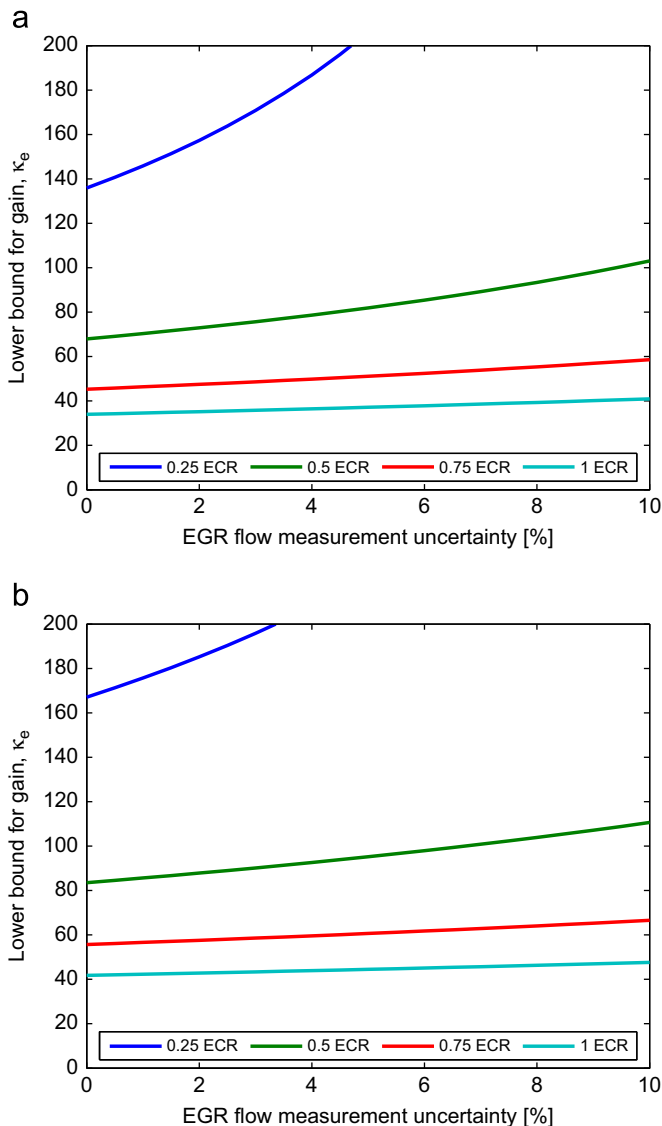 a
200
180
160
140
120
100
80
60
40
20
0
Lower bound for gain, κe
0.25 ECR 0.5 ECR 0.75 ECR 1 ECR
0 2 4 6 8 10
EGR flow measurement uncertainty [%]
b
200
180
160
140
120
100
80
60
40
20
0
Lower bound for gain, κe
0.25 ECR 0.5 ECR 0.75 ECR 1 ECR
0 2 4 6 8 10
EGR flow measurement uncertainty [%]